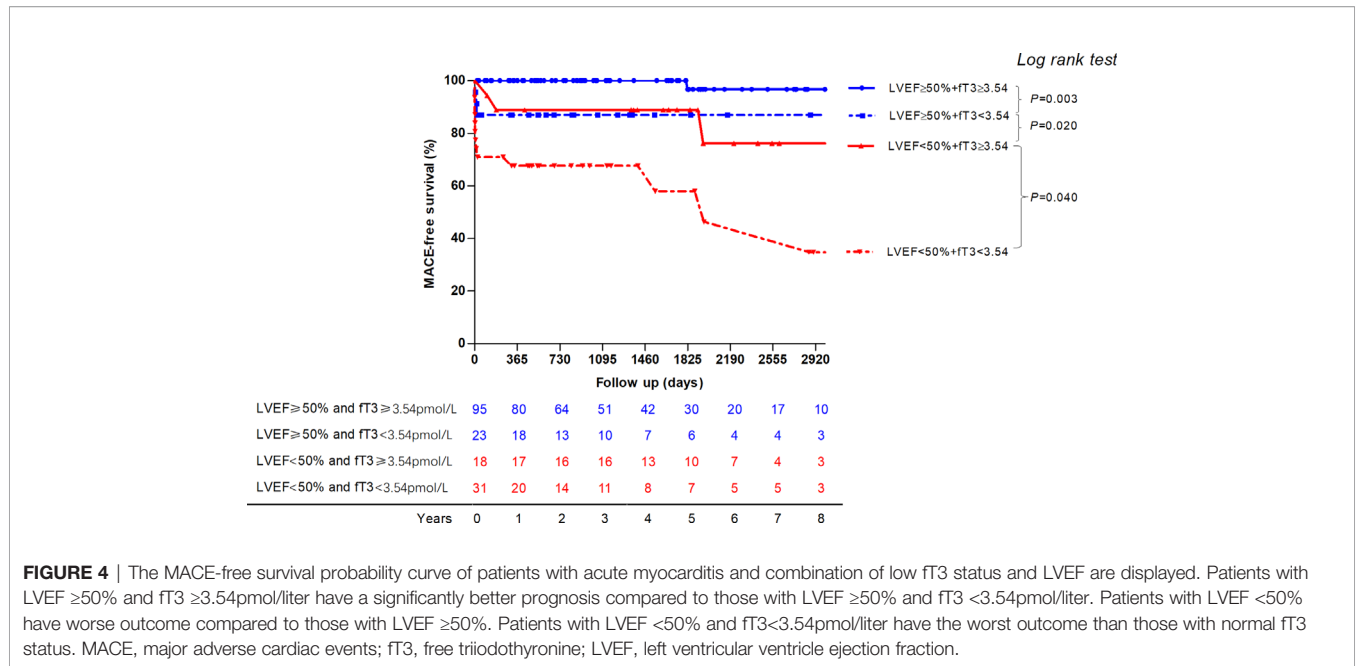 Log rank test
100
80
60
40
20
0
MACE-free survival (%)
LVEF≥50%+fT3≥3.54
P=0.003
LVEF≥50%+fT3<3.54
P=0.020
LVEF<50%+fT3≥3.54
P=0.040
LVEF<50%+fT3<3.54
0 365 730 1095 1460 1825 2190 2555 2920
Follow up (days)
LVEF≥50% and fT3≥3.54pmol/L 95 80 64 51 42 30 20 17 10
LVEF≥50% and fT3<3.54pmol/L 23 18 13 10 7 6 4 4 3
LVEF<50% and fT3≥3.54pmol/L 18 17 16 16 13 10 7 4 3
LVEF<50% and fT3<3.54pmol/L 31 20 14 11 8 7 5 5 3
Years 0 1 2 3 4 5 6 7 8
FIGURE 4 | The MACE-free survival probability curve of patients with acute myocarditis and combination of low fT3 status and LVEF are displayed. Patients with
LVEF ≥50% and fT3 ≥3.54pmol/liter have a significantly better prognosis compared to those with LVEF ≥50% and fT3 <3.54pmol/liter. Patients with LVEF <50%
have worse outcome compared to those with LVEF ≥50%. Patients with LVEF <50% and fT3<3.54pmol/liter have the worst outcome than those with normal fT3
status. MACE, major adverse cardiac events; fT3, free triiodothyronine; LVEF, left ventricular ventricle ejection fraction.